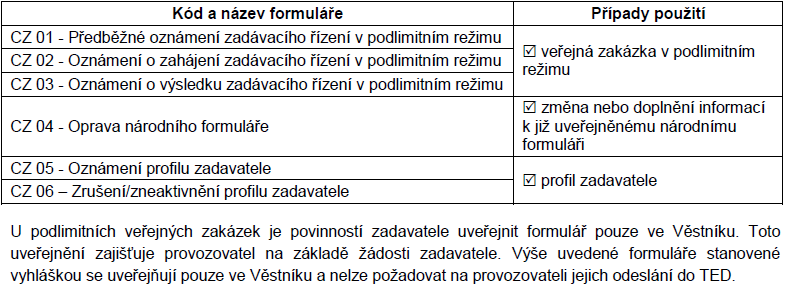 Kód a název formuláře
Případy použití
CZ 01 - Předběžné oznámení zadávacího řízení v podlimitním režimu
CZ 02 - Oznámení o zahájení zadávacího řízení v podlimitním režimu
CZ 03 - Oznámení o výsledku zadávacího řízení v podlimitním režimu
☑ veřejná zakázka v podlimitním
režimu
CZ 04 - Oprava národního formuláře
☑ změna nebo doplnění informací
k již uveřejněnému národnímu
formuláři
CZ 05 - Oznámení profilu zadavatele
CZ 06 – Zrušení/zneaktivnění profilu zadavatele
☑ profil zadavatele
U podlimitních veřejných zakázek je povinností zadavatele uveřejnit formulář pouze ve Věstníku. Toto
uveřejnění zajišťuje provozovatel na základě žádosti zadavatele. Výše uvedené formuláře stanovené
vyhláškou se uveřejňují pouze ve Věstníku a nelze požadovat na provozovateli jejich odeslání do TED.